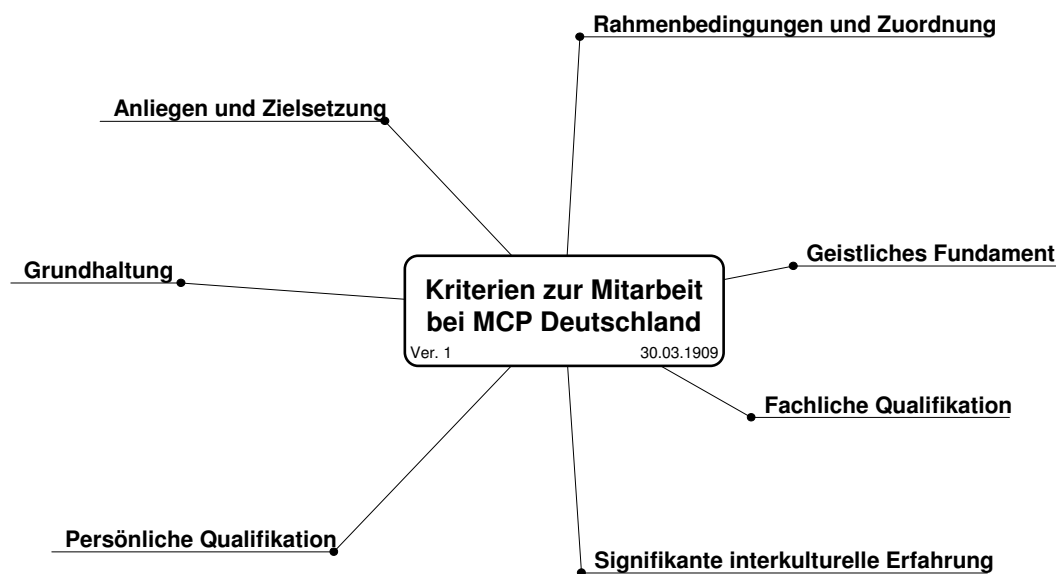 Rahmenbedingungen und Zuordnung
Anliegen und Zielsetzung
Geistliches Fundament
Grundhaltung
Kriterien zur Mitarbeit
bei MCP Deutschland
Ver. 1 30.03.1909
Fachliche Qualifikation
Persönliche Qualifikation
Signifikante interkulturelle Erfahrung